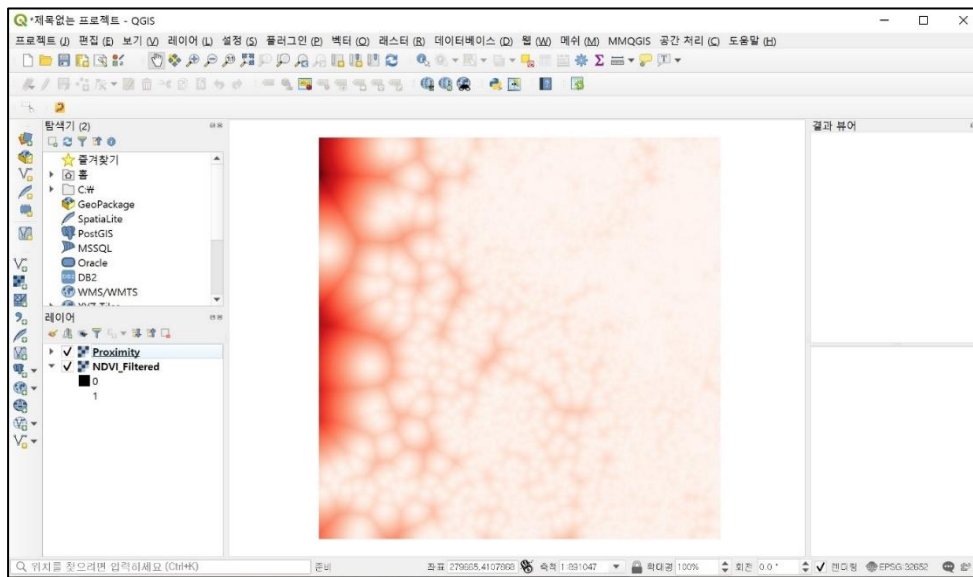 *제목없는 프로젝트 - QGIS
프로젝트 (J) 편집 (E) 보기 (V) 레이어 (L) 설정 (S) 플러그인 (P) 벡터 (O) 래스터 (R) 데이터베이스 (D) 웹 (W) 메쉬 (M) MMQGIS 공간 처리 (C) 도움말 (H)
탐색기 (2)
즐겨찾기
홈
C:₩
GeoPackage
SpatiaLite
PostGIS
MSSQL
Oracle
DB2
WMS/WMTS
XYZ Tiles
레이어
Proximity
NDVI_Filtered
0
1
결과 뷰어
위치를 찾으려면 입력하세요 (Ctrl+K)
준비
좌표 279665,4107868
축척 1:891047
확대경 100%
회전 0.0 °
렌더링
EPSG:32652